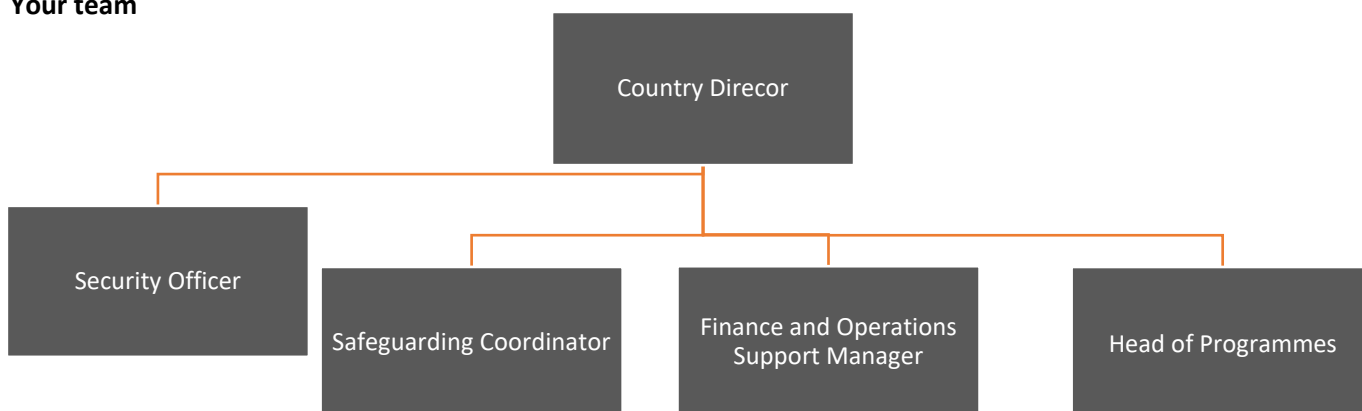 Your team
Country Direcor
Security Officer
Safeguarding Coordinator
Finance and Operations
Support Manager
Head of Programmes